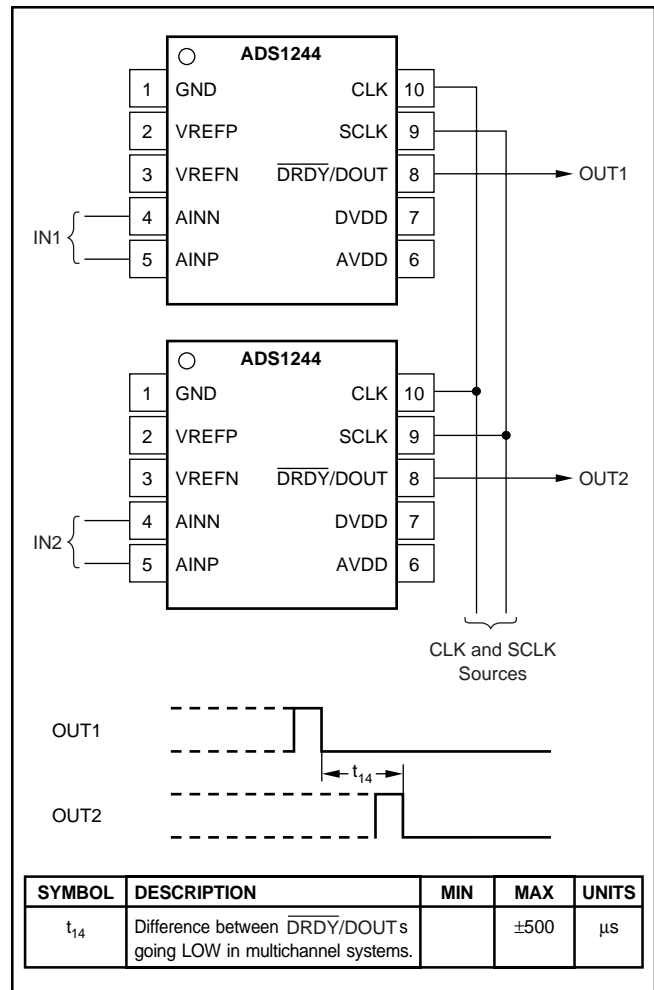 ADS1244
1 GND CLK 10
2 VREFP SCLK 9
3 VREFN DRDY/DOUT 8 OUT1
IN1 4 AINN DVDD 7
5 AINP AVDD 6
ADS1244
1 GND CLK 10
2 VREFP SCLK 9
3 VREFN DRDY/DOUT 8 OUT2
IN2 4 AINN DVDD 7
5 AINP AVDD 6
CLK and SCLK
Sources
OUT1
t14
OUT2
SYMBOL DESCRIPTION MIN MAX UNITS
t14 Difference between DRDY/DOUTs ±500 µs
going LOW in multichannel systems.